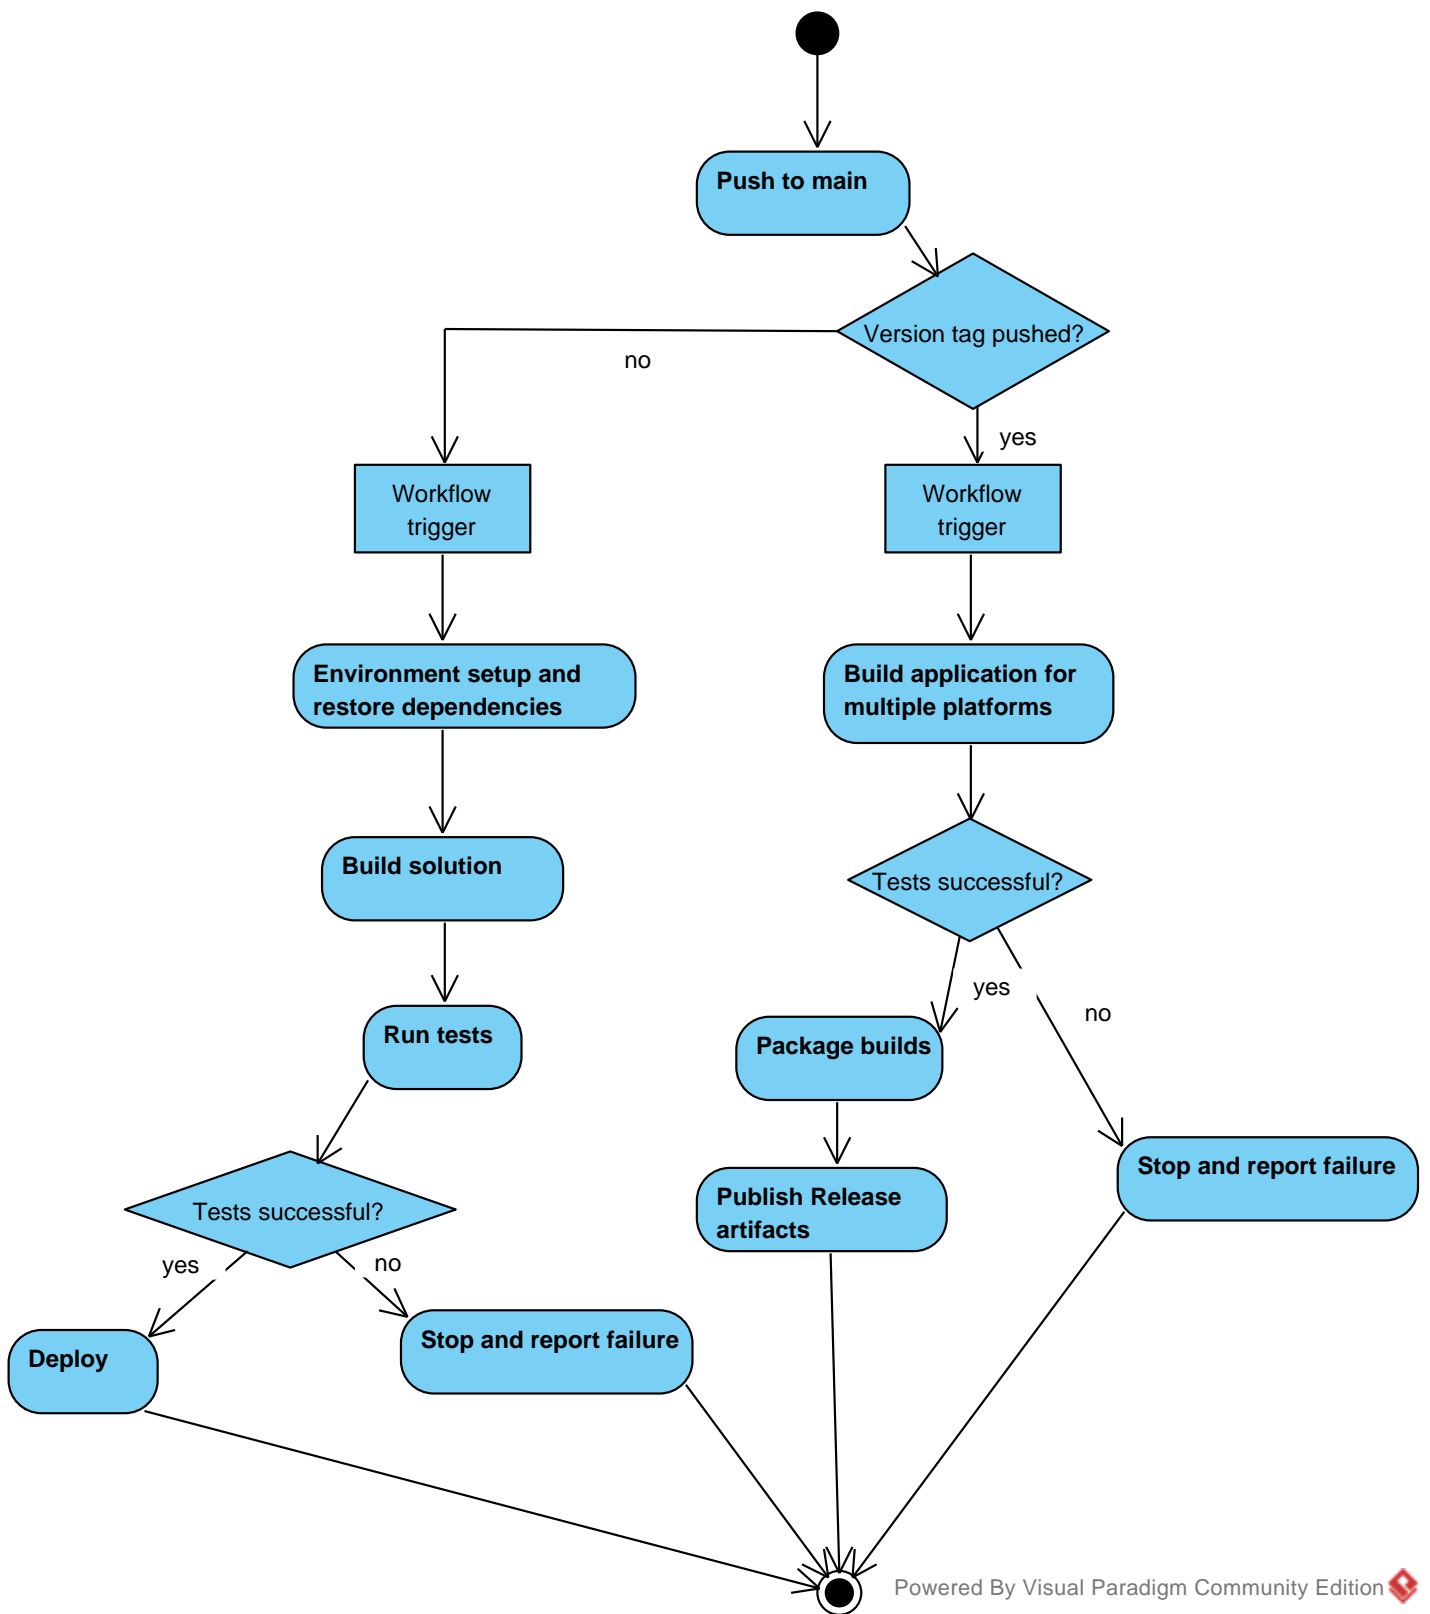 Push to main
Version tag pushed?
no
yes
Workflow
trigger
Workflow
trigger
Environment setup and
restore dependencies
Build application for
multiple platforms
Build solution
Tests successful?
yes
no
Run tests
Package builds
Stop and report failure
Publish Release
artifacts
Tests successful?
yes
no
Deploy
Stop and report failure
Powered By Visual Paradigm Community Edition